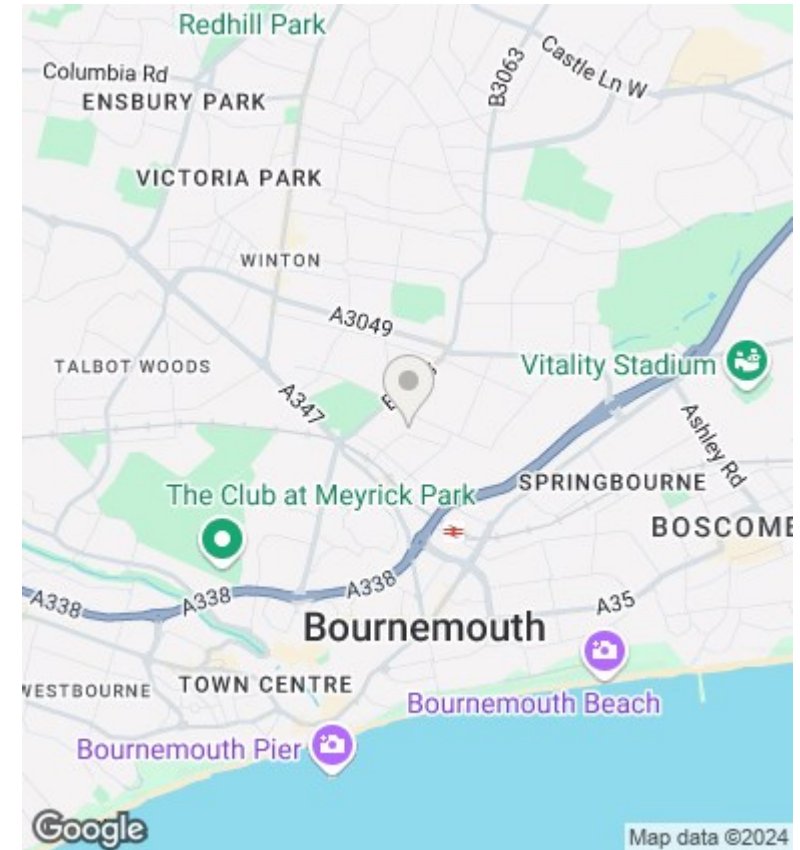 Redhill Park
Castle Ln W
B3063
Columbia Rd
ENSBURY PARK
VICTORIA PARK
WINTON
A3049
TALBOT WOODS
Vitality Stadium
A347
Ashley Rd
SPRINGBOURNE
The Club at Meyrick Park
BOSCOMBE
A338
A338
A338
A35
Bournemouth
WESTBOURNE
TOWN CENTRE
Bournemouth Beach
Bournemouth Pier
Google
Map data ©2024